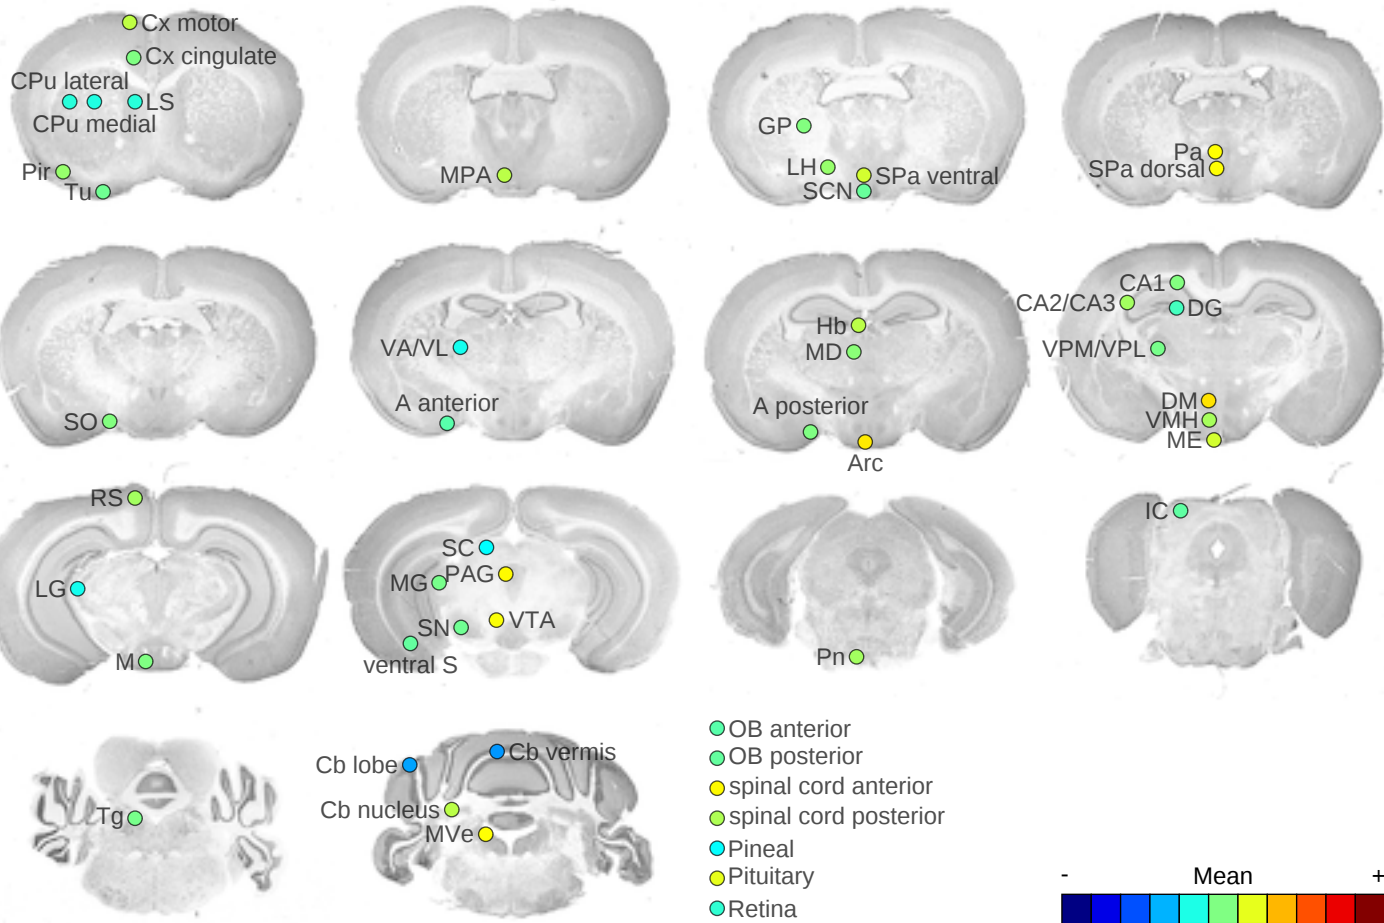 Cx motor
Cx cingulate
CPu lateral
LS
CPu medial
Pir
Tu
MPA
GP
LH
SPa ventral
SCN
Pa
SPa dorsal
SO
VA/VL
A anterior
Hb
MD
A posterior
Arc
CA1
CA2/CA3
DG
VPM/VPL
DM
VMH
ME
RS
LG
M
SC
MG
PAG
SN
VTA
ventral S
Pn
IC
Tg
Cb lobe
Cb vermis
Cb nucleus
MVe
OB anterior
OB posterior
spinal cord anterior
spinal cord posterior
Pineal
Pituitary
Retina
- Mean +